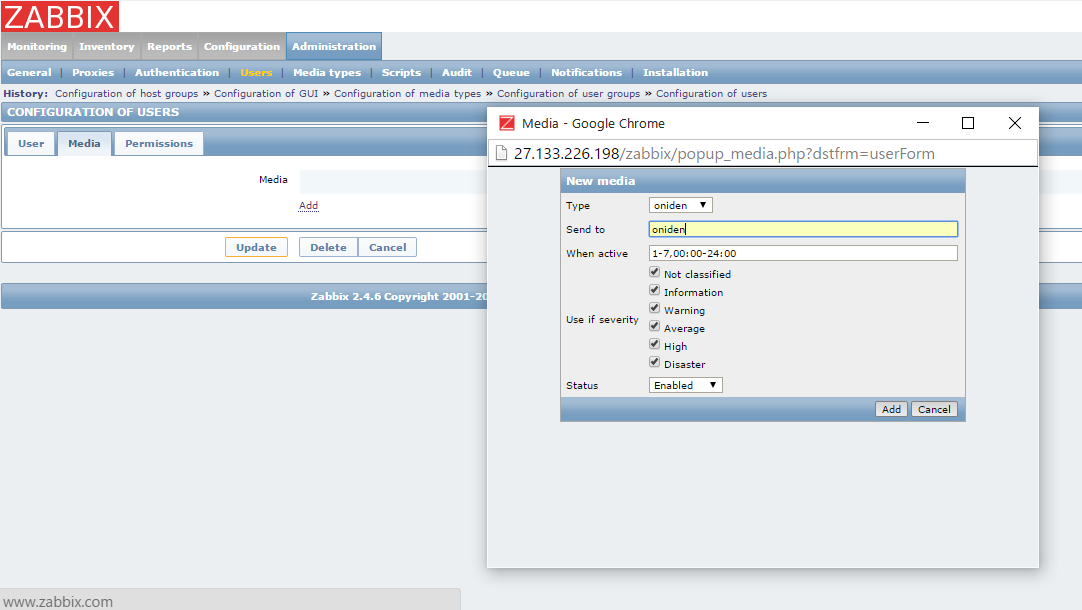 ZABBIX
Monitoring Inventory Reports Configuration Administration
General | Proxies | Authentication | Users | Media types | Scripts | Audit | Queue | Notifications | Installation
History: Configuration of host groups » Configuration of GUI » Configuration of media types » Configuration of user groups » Configuration of users
CONFIGURATION OF USERS
User Media Permissions
Media
Add
Update Delete Cancel
Zabbix 2.4.6 Copyright 2001-20
Media - Google Chrome
27.133.226.198/zabbix/popup_media.php?dstfrm=userForm
New media
Type oniden
Send to oniden
When active 1-7,00:00-24:00
Use if severity
Not classified
Information
Warning
Average
High
Disaster
Status Enabled
Add Cancel
www.zabbix.com